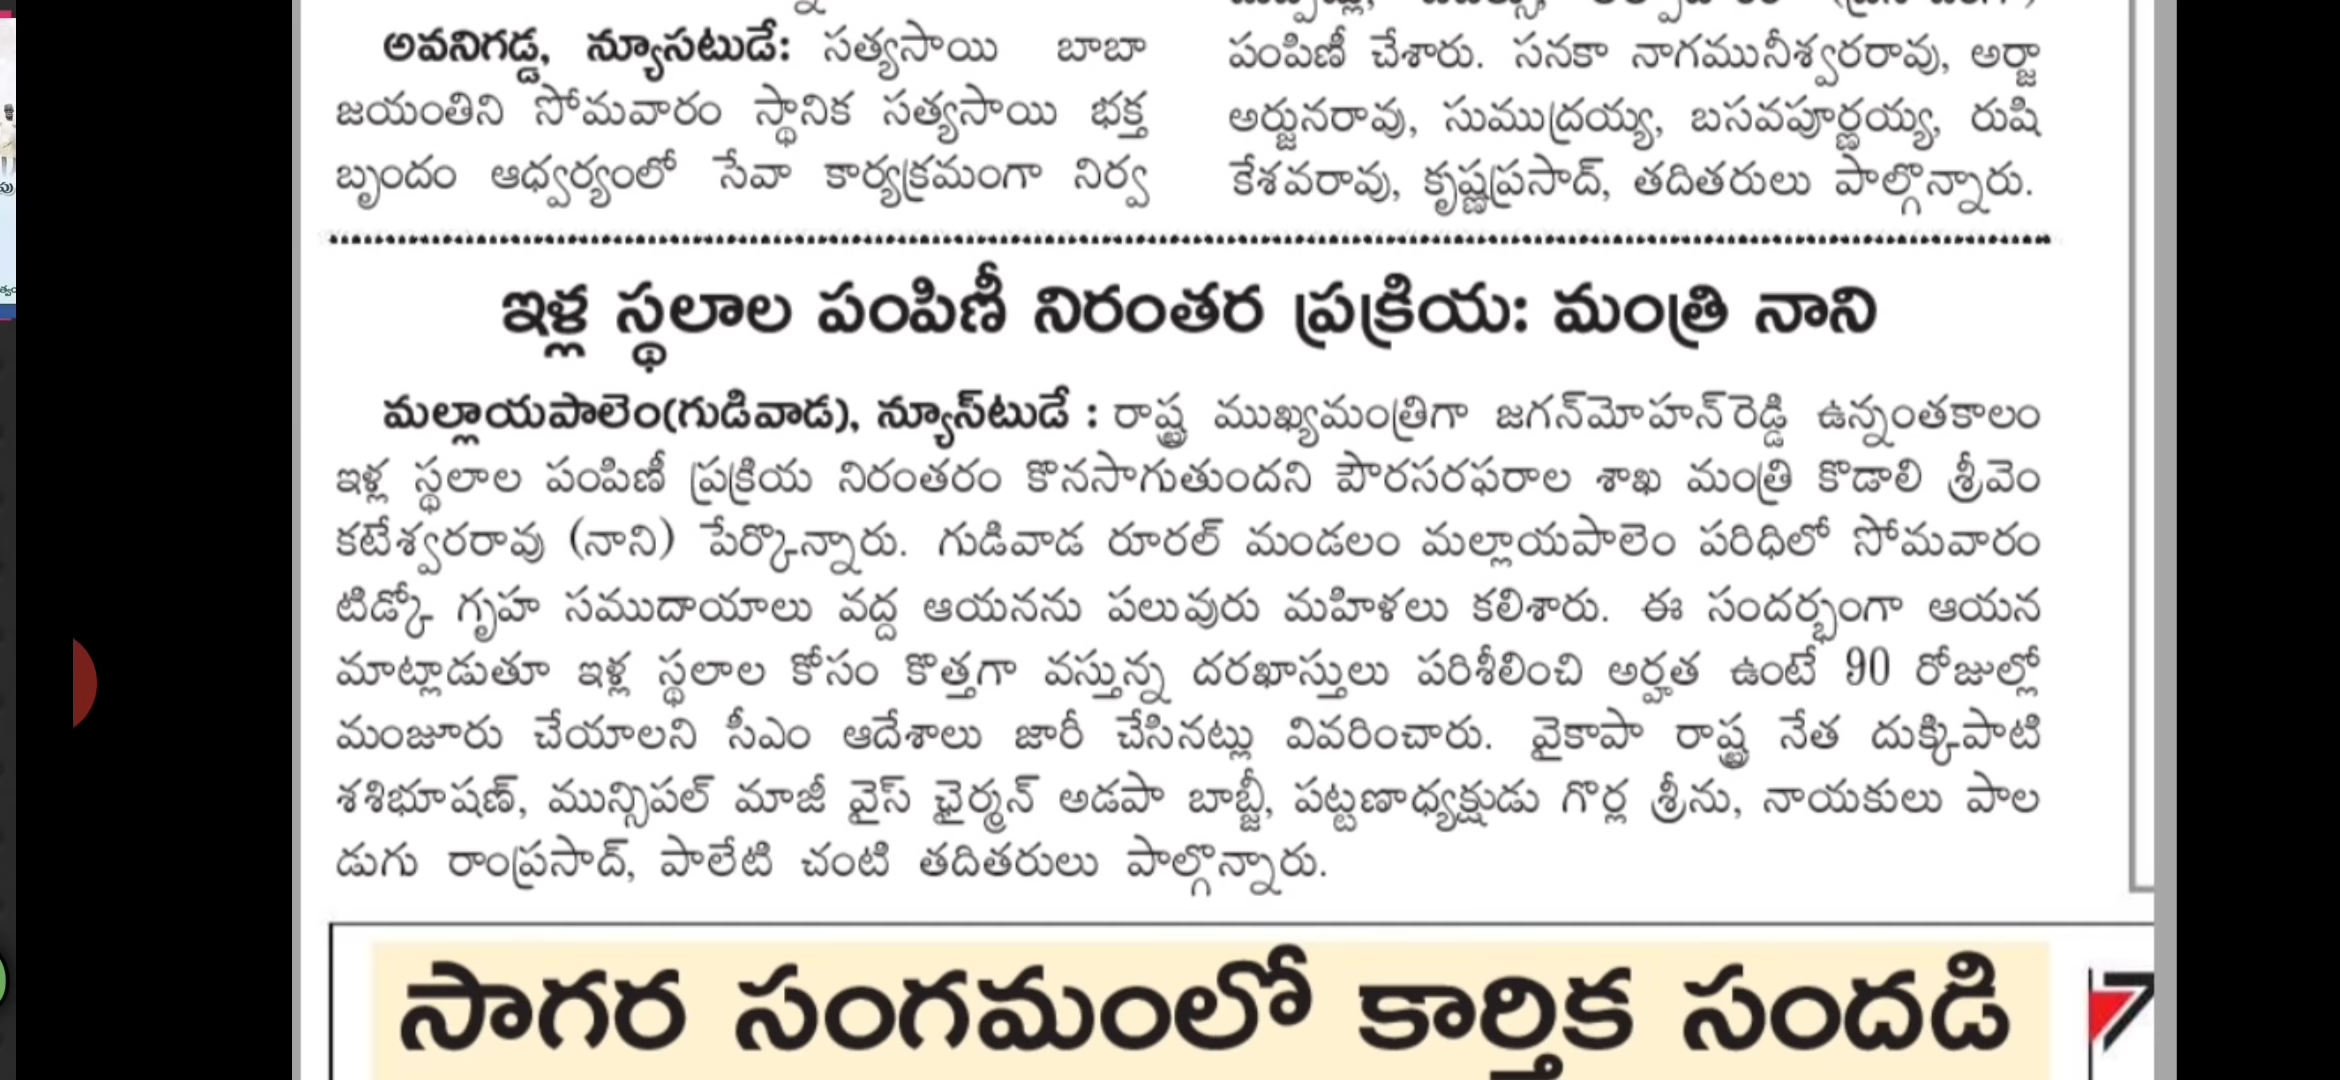 అవనిగడ్డ, న్యూసటుడే: సత్యసాయి బాబా
జయంతిని సోమవారం స్థానిక సత్యసాయి భక్త
బృందం ఆధ్వర్యంలో సేవా కార్యక్రమంగా నిర్వ
పంపిణీ చేశారు. సనకా నాగమునీశ్వరరావు, అర్జా
అర్జునరావు, సుముద్రయ్య, బసవపూర్ణయ్య, రుషి
కేశవరావు, కృష్ణప్రసాద్, తదితరులు పాల్గొన్నారు.
ఇళ్ల స్థలాల పంపిణీ నిరంతర ప్రక్రియ: మంత్రి నాని
మల్లాయపాలెం(గుడివాడ), న్యూస్‌టుడే : రాష్ట్ర ముఖ్యమంత్రిగా జగన్‌మోహన్‌రెడ్డి ఉన్నంతకాలం
ఇళ్ల స్థలాల పంపిణీ ప్రక్రియ నిరంతరం కొనసాగుతుందని పౌరసరఫరాల శాఖ మంత్రి కొడాలి శ్రీవెం
కటేశ్వరరావు (నాని) పేర్కొన్నారు. గుడివాడ రూరల్ మండలం మల్లాయపాలెం పరిధిలో సోమవారం
టిడ్కో గృహ సముదాయాలు వద్ద ఆయనను పలువురు మహిళలు కలిశారు. ఈ సందర్భంగా ఆయన
మాట్లాడుతూ ఇళ్ల స్థలాల కోసం కొత్తగా వస్తున్న దరఖాస్తులు పరిశీలించి అర్హత ఉంటే 90 రోజుల్లో
మంజూరు చేయాలని సీఎం ఆదేశాలు జారీ చేసినట్లు వివరించారు. వైకాపా రాష్ట్ర నేత దుక్కిపాటి
శశిభూషణ్, మున్సిపల్ మాజీ వైస్ ఛైర్మన్ అడపా బాబ్జీ, పట్టణాధ్యక్షుడు గొర్ల శ్రీను, నాయకులు పాల
డుగు రాంప్రసాద్, పాలేటి చంటి తదితరులు పాల్గొన్నారు.
సాగర సంగమంలో కార్తిక సందడి